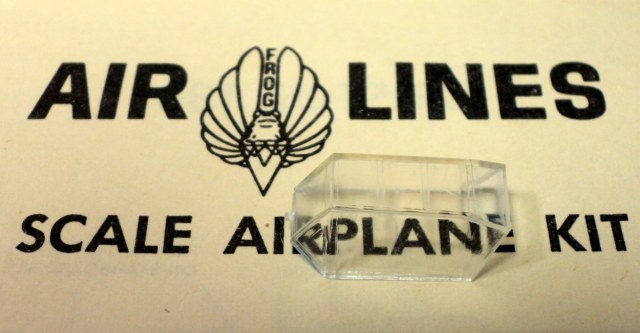 AIR LINES
FROG
SCALE AIRPLANE KIT